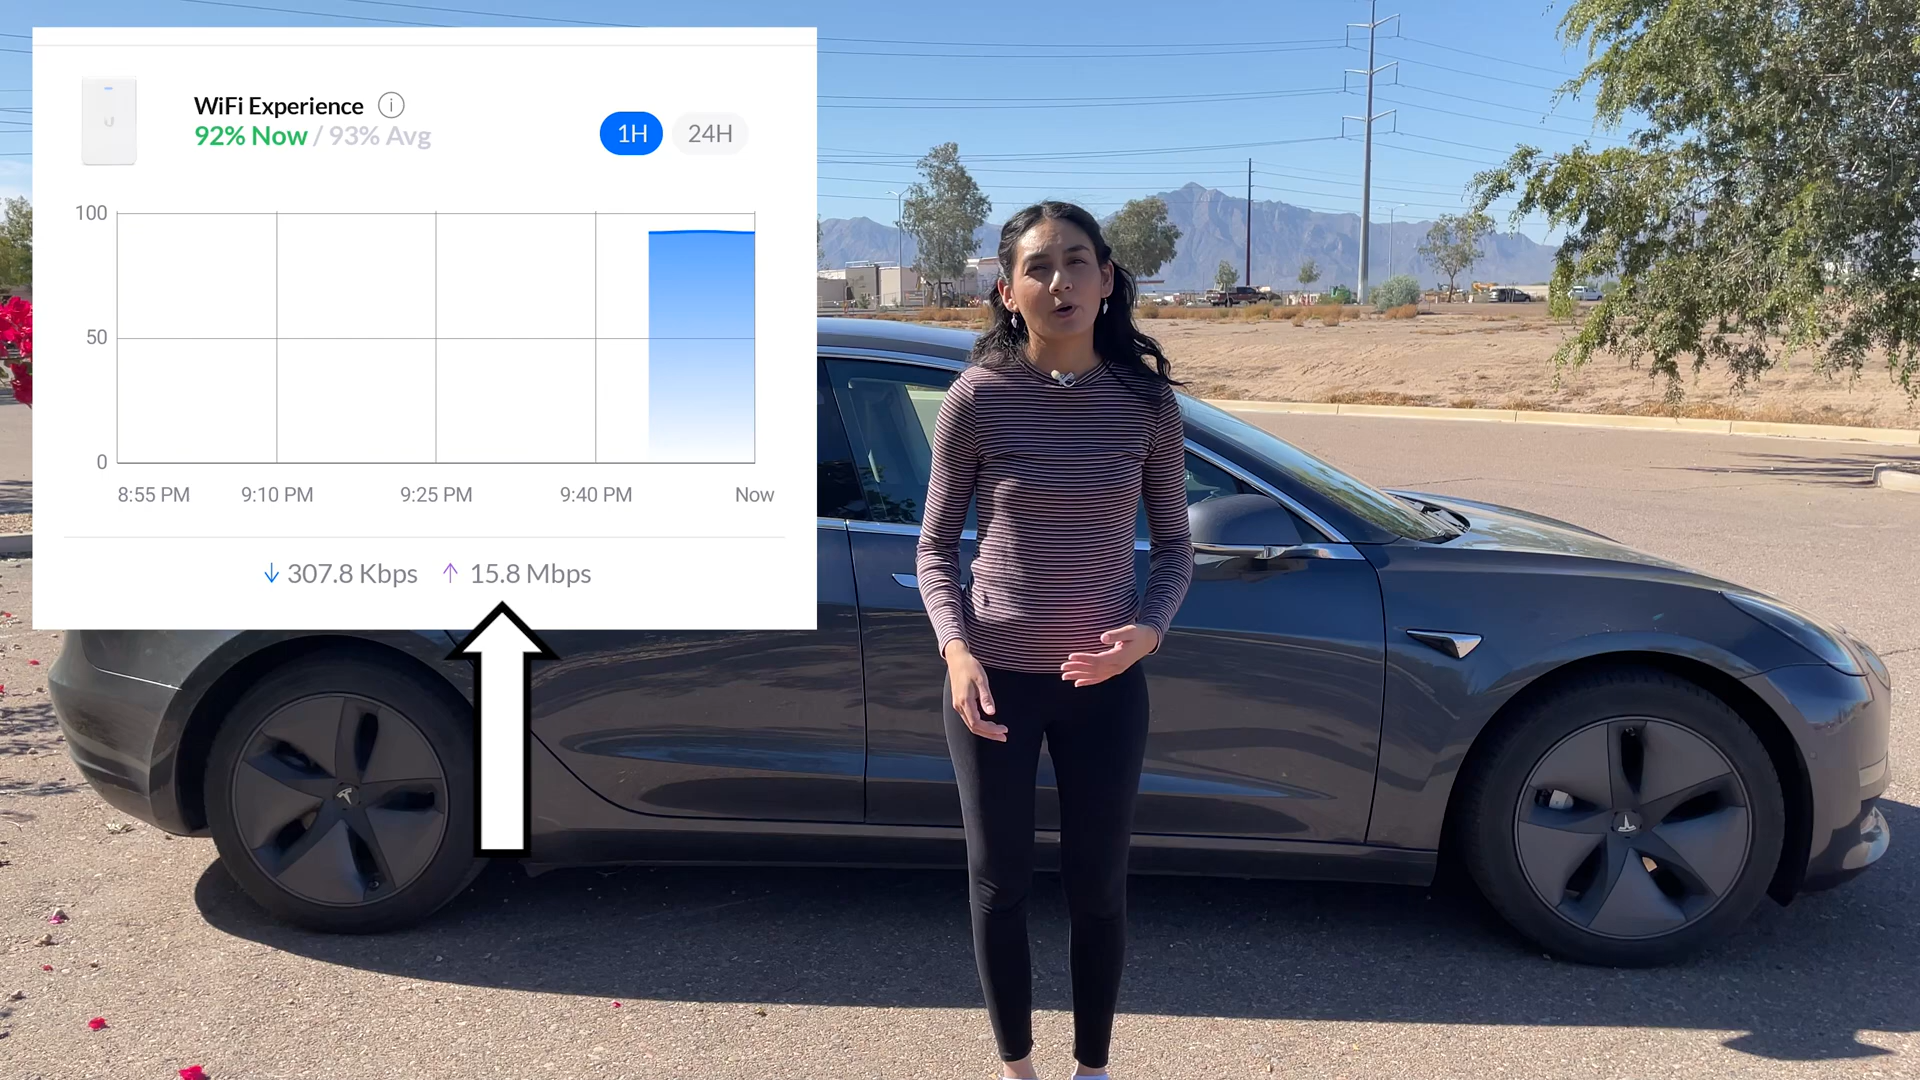 WiFi Experience
92% Now / 93% Avg
1H 24H
100
50
0
8:55 PM 9:10 PM 9:25 PM 9:40 PM Now
↓ 307.8 Kbps ↑ 15.8 Mbps